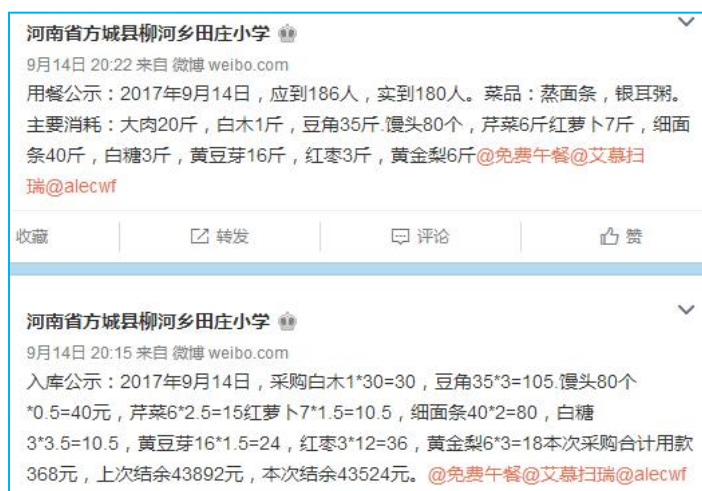 河南省方城县柳河乡田庄小学
9月14日 20:22 来自 微博 weibo.com
用餐公示：2017年9月14日，应到186人，实到180人。菜品：蒸面条，银耳粥。
主要消耗：大肉20斤，白木1斤，豆角35斤.馒头80个，芹菜6斤红萝卜7斤，细面
条40斤，白糖3斤，黄豆芽16斤，红枣3斤，黄金梨6斤@免费午餐@艾慕扫
瑞@alecwf
收藏 转发 评论 赞
河南省方城县柳河乡田庄小学
9月14日 20:15 来自 微博 weibo.com
入库公示：2017年9月14日，采购白木1*30=30，豆角35*3=105.馒头80个
*0.5=40元，芹菜6*2.5=15红萝卜7*1.5=10.5，细面条40*2=80，白糖
3*3.5=10.5，黄豆芽16*1.5=24，红枣3*12=36，黄金梨6*3=18本次采购合计用款
368元，上次结余43892元，本次结余43524元。@免费午餐@艾慕扫瑞@alecwf